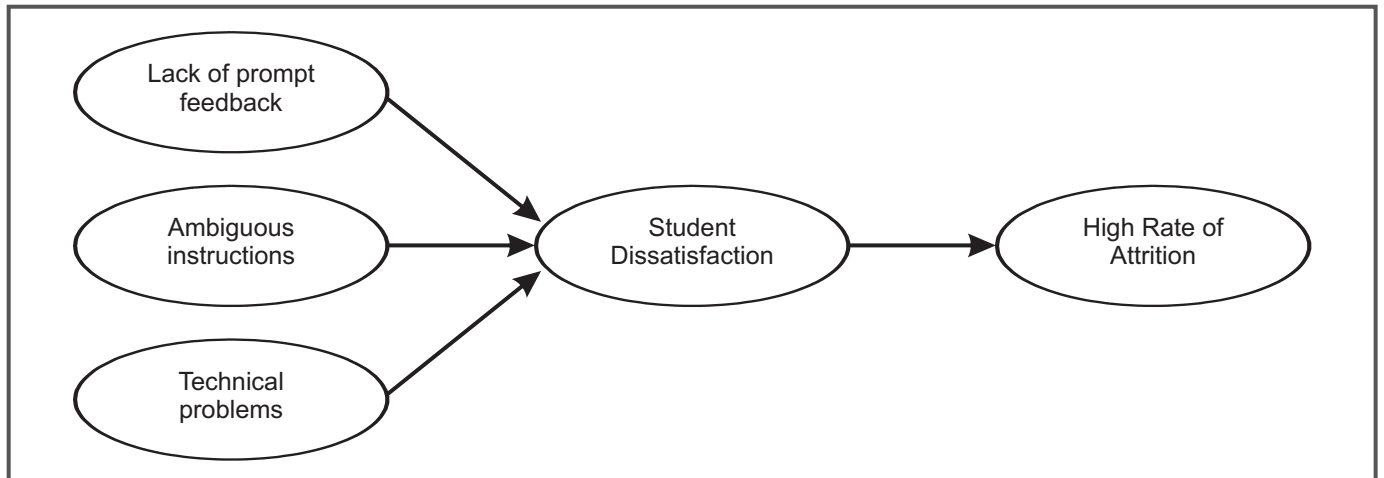 Lack of prompt
feedback
Ambiguous
instructions
Technical
problems
Student
Dissatisfaction
High Rate of
Attrition